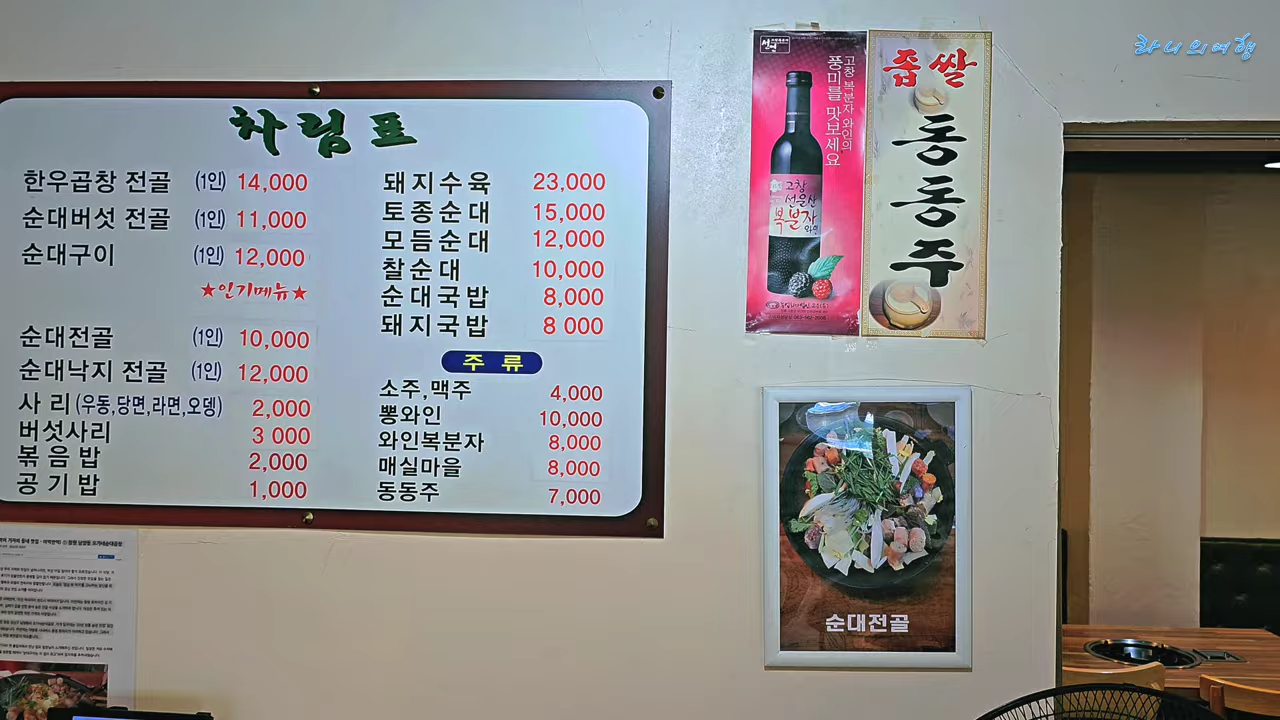 차림표
한우곱창 전골 (1인) 14,000
순대버섯 전골 (1인) 11,000
순대구이 (1인) 12,000
★인기메뉴★
순대전골 (1인) 10,000
순대낙지 전골 (1인) 12,000
사 리(우동,당면,라면,오뎅) 2,000
버섯사리 3 000
볶음밥 2,000
공기밥 1,000
돼지수육 23,000
토종순대 15,000
모듬순대 12,000
찰순대 10,000
순대국밥 8,000
돼지국밥 8 000
주 류
소주,맥주 4,000
뽕와인 10,000
와인복분자 8,000
매실마을 8,000
동동주 7,000
고창 복분자 와인의
풍미를 맛보세요
고창
선운산
복분자
와인
좁쌀
동동주
순대전골
라니의여행